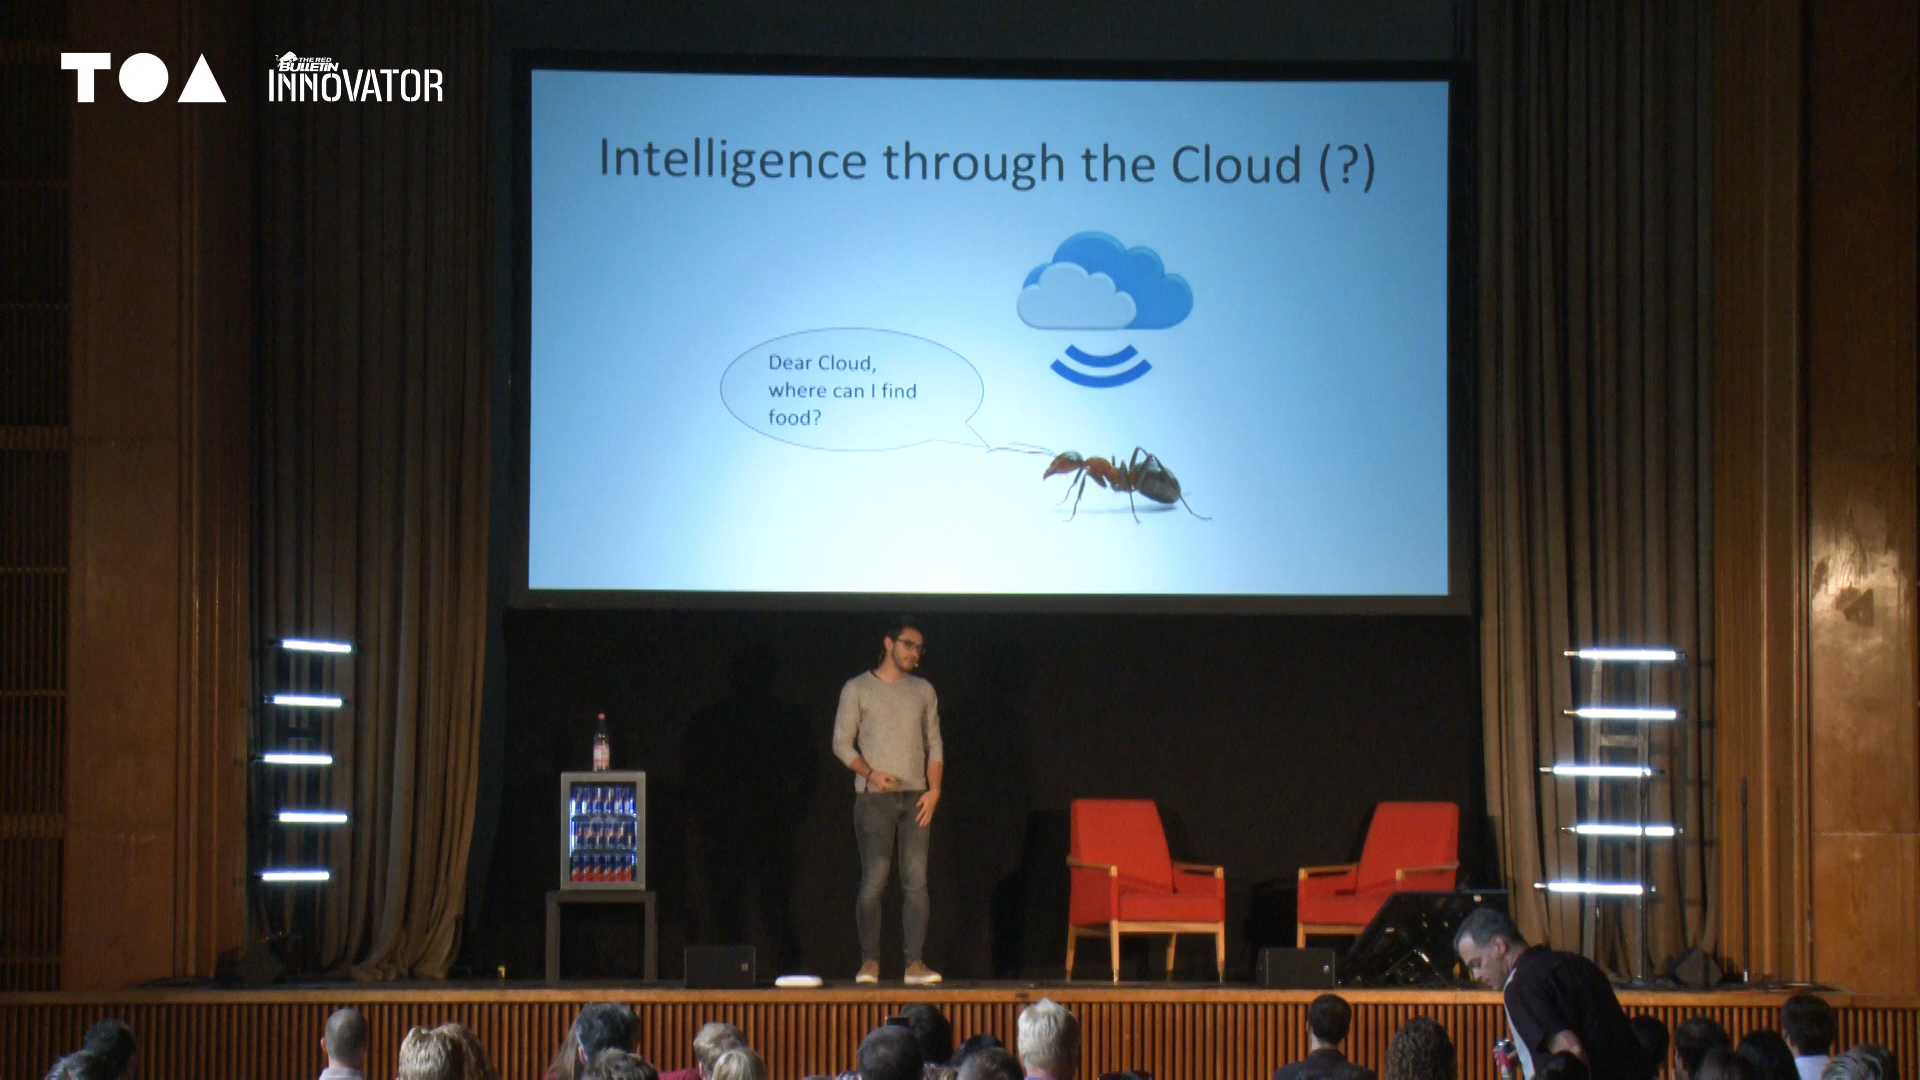 TOA
THE RED
BULLETIN
INNOVATOR
Intelligence through the Cloud (?)
Dear Cloud,
where can I find
food?